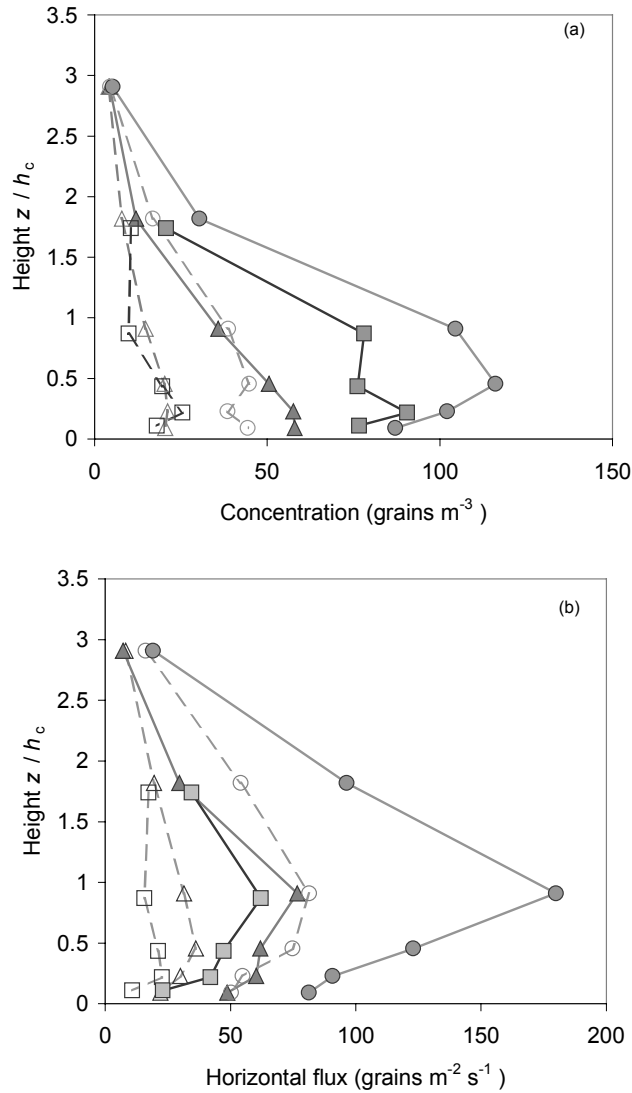 (a)
3.5
3
2.5
2
1.5
1
0.5
0
Height z / h_c
0 50 100 150
Concentration (grains m⁻³ )
(b)
3.5
3
2.5
2
1.5
1
0.5
0
Height z / h_c
0 50 100 150 200
Horizontal flux (grains m⁻² s⁻¹)